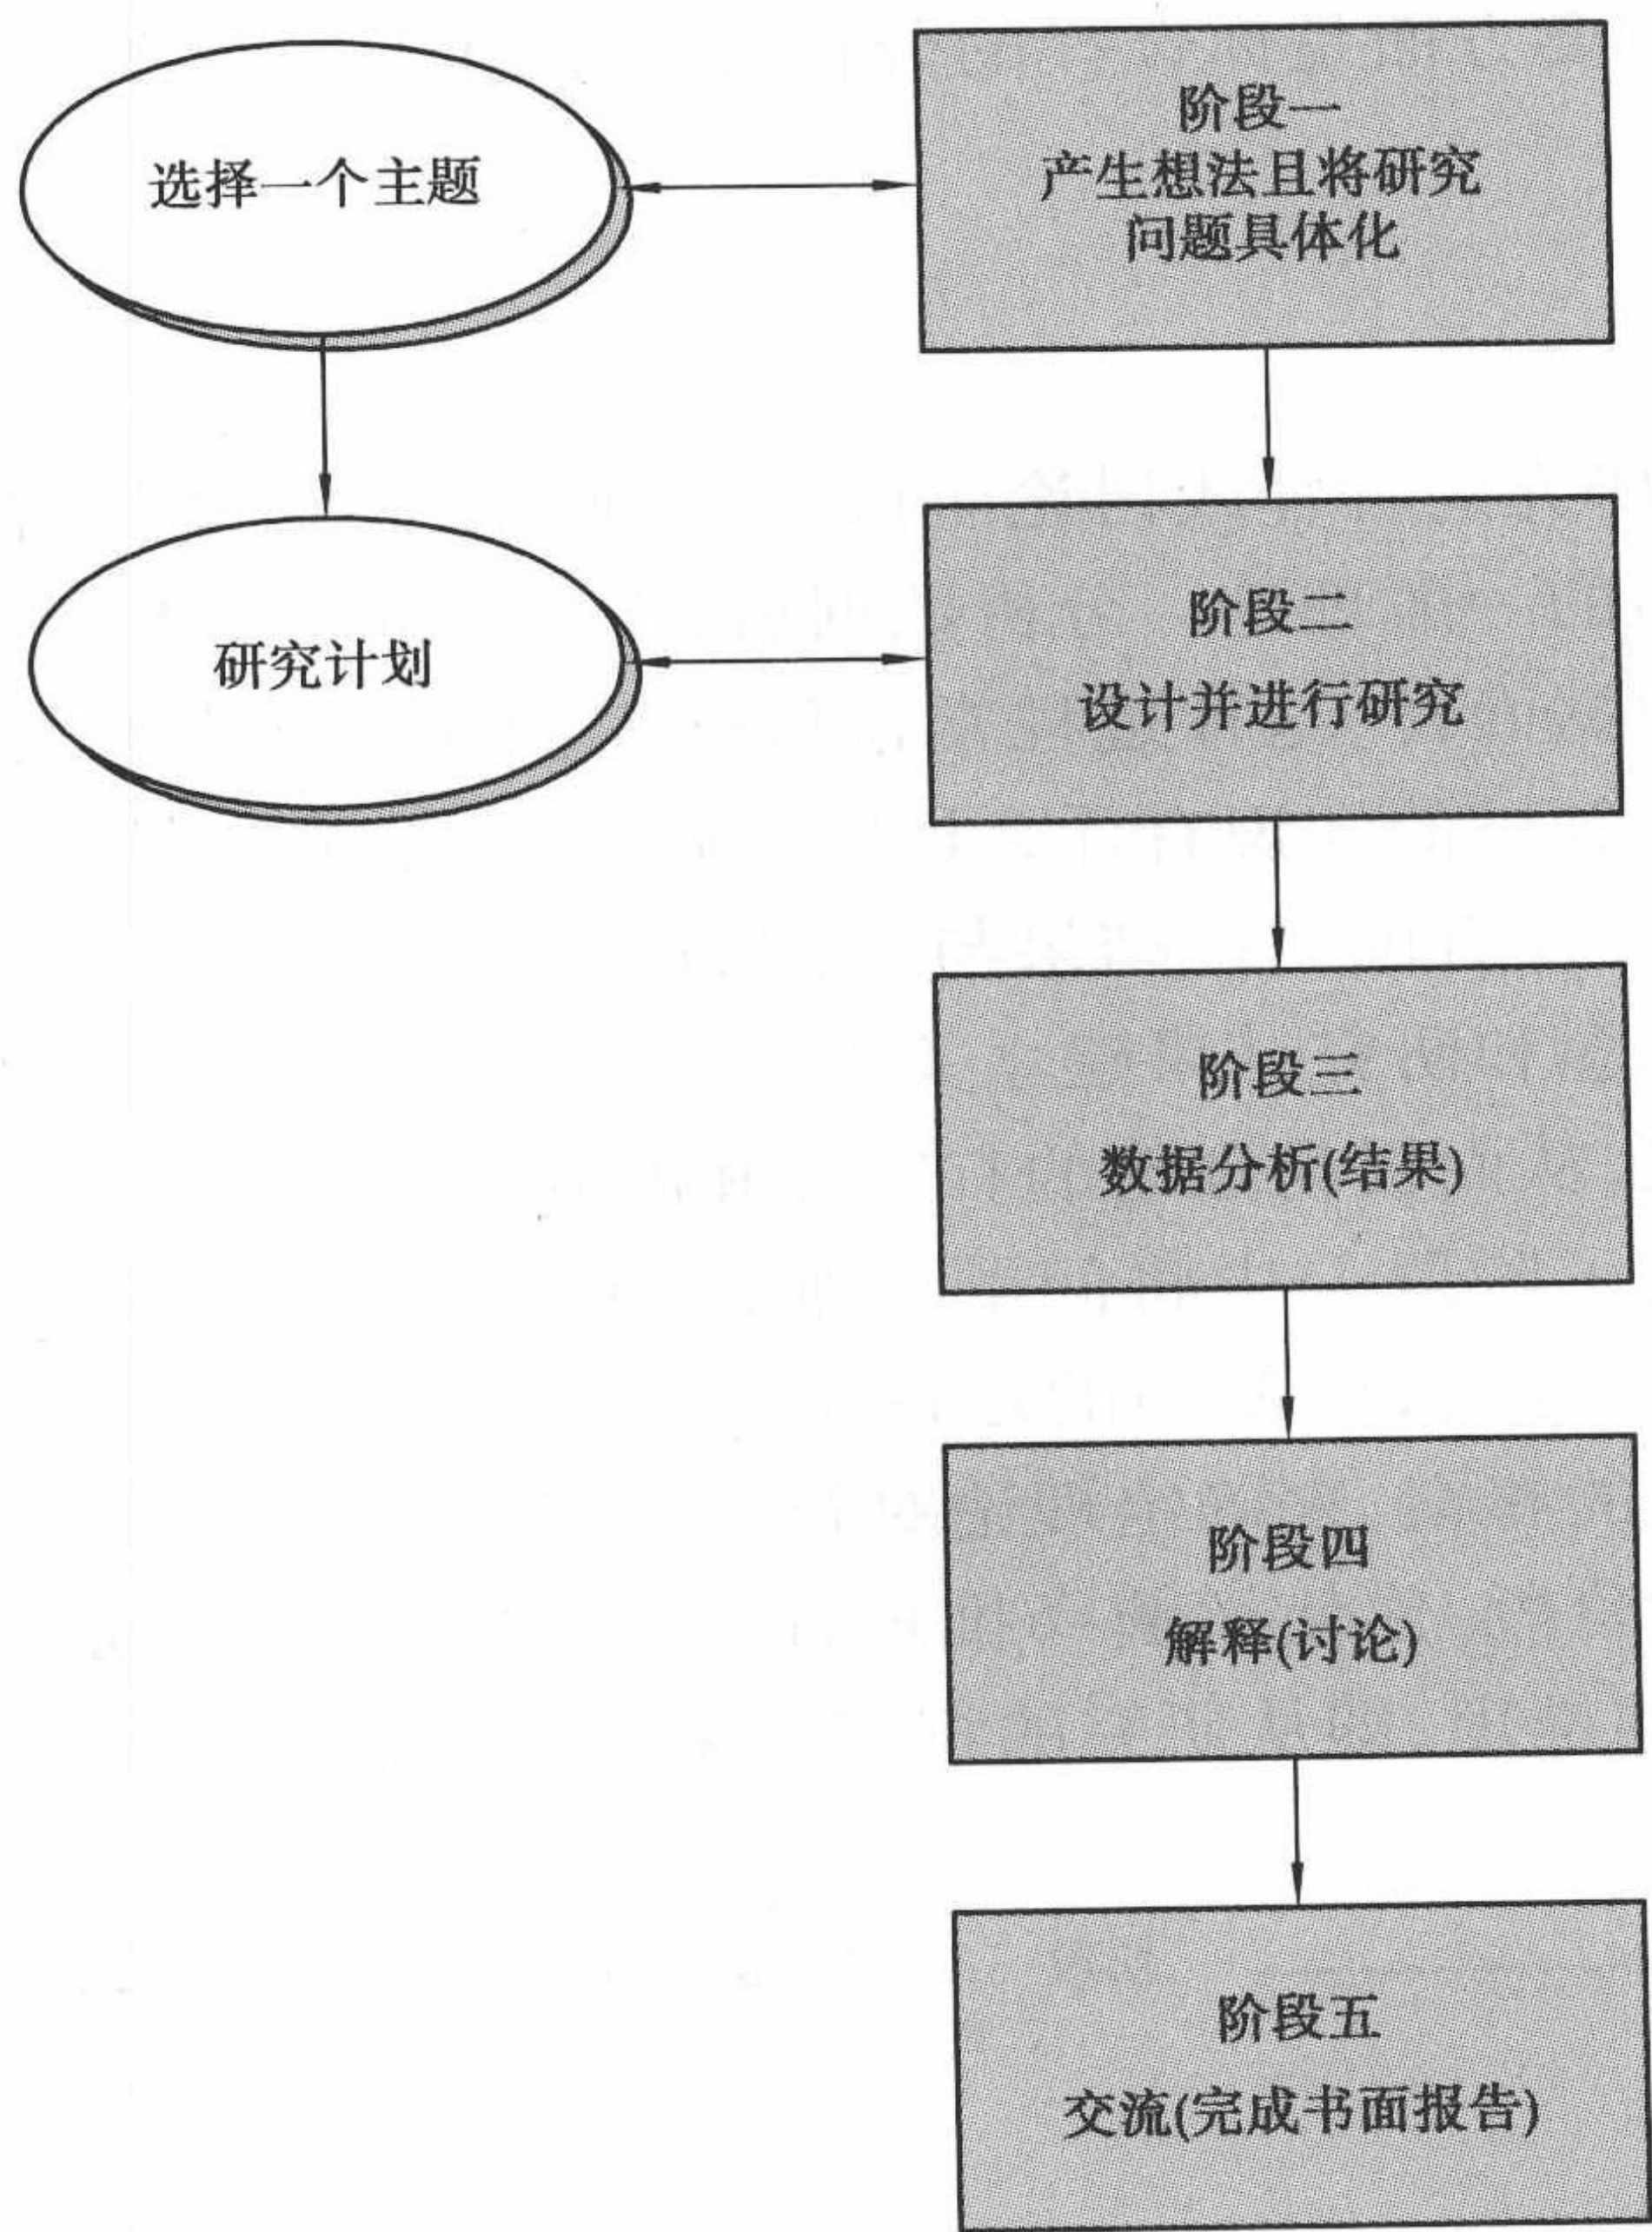 选择一个主题
阶段一
产生想法且将研究
问题具体化
研究计划
阶段二
设计并进行研究
阶段三
数据分析(结果)
阶段四
解释(讨论)
阶段五
交流(完成书面报告)